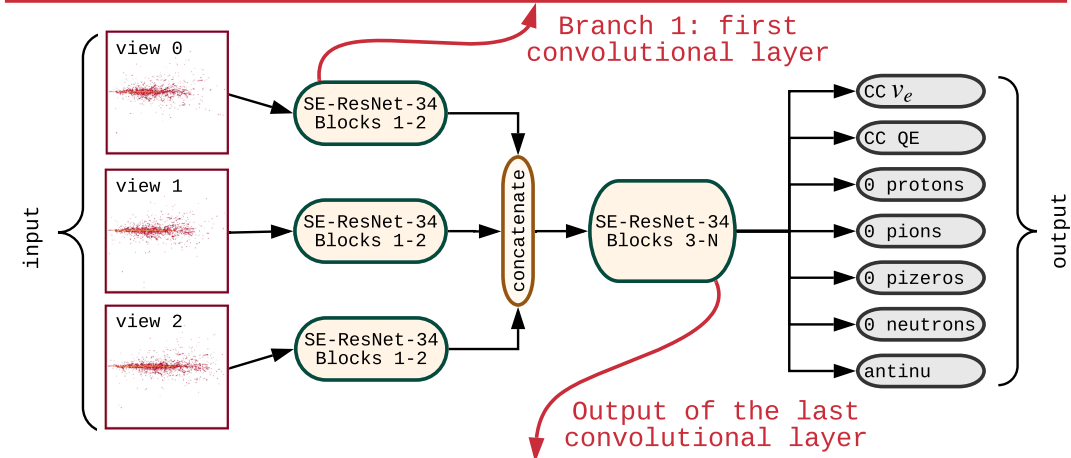 Branch 1: first
convolutional layer
view 0
SE-ResNet-34
Blocks 1-2
view 1
SE-ResNet-34
Blocks 1-2
view 2
SE-ResNet-34
Blocks 1-2
input
concatenate
SE-ResNet-34
Blocks 3-N
CC νe
CC QE
0 protons
0 pions
0 pizeros
0 neutrons
antinu
output
Output of the last
convolutional layer